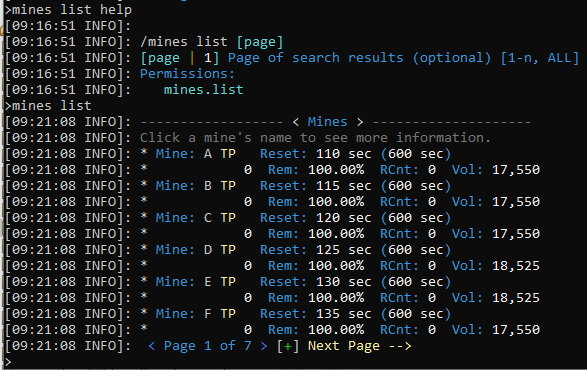 >mines list help
[09:16:51 INFO]:
[09:16:51 INFO]: /mines list [page]
[09:16:51 INFO]: [page | 1] Page of search results (optional) [1-n, ALL]
[09:16:51 INFO]: Permissions:
[09:16:51 INFO]:    mines.list
>mines list
[09:21:08 INFO]: ----------------- < Mines > -------------------
[09:21:08 INFO]: Click a mine's name to see more information.
[09:21:08 INFO]: * Mine: A TP   Reset: 110 sec (600 sec)
[09:21:08 INFO]: *            0  Rem: 100.00%  RCnt: 0  Vol: 17,550
[09:21:08 INFO]: * Mine: B TP   Reset: 115 sec (600 sec)
[09:21:08 INFO]: *            0  Rem: 100.00%  RCnt: 0  Vol: 17,550
[09:21:08 INFO]: * Mine: C TP   Reset: 120 sec (600 sec)
[09:21:08 INFO]: *            0  Rem: 100.00%  RCnt: 0  Vol: 17,550
[09:21:08 INFO]: * Mine: D TP   Reset: 125 sec (600 sec)
[09:21:08 INFO]: *            0  Rem: 100.00%  RCnt: 0  Vol: 18,525
[09:21:08 INFO]: * Mine: E TP   Reset: 130 sec (600 sec)
[09:21:08 INFO]: *            0  Rem: 100.00%  RCnt: 0  Vol: 18,525
[09:21:08 INFO]: * Mine: F TP   Reset: 135 sec (600 sec)
[09:21:08 INFO]: *            0  Rem: 100.00%  RCnt: 0  Vol: 17,550
[09:21:08 INFO]:  < Page 1 of 7 > [+] Next Page -->
>